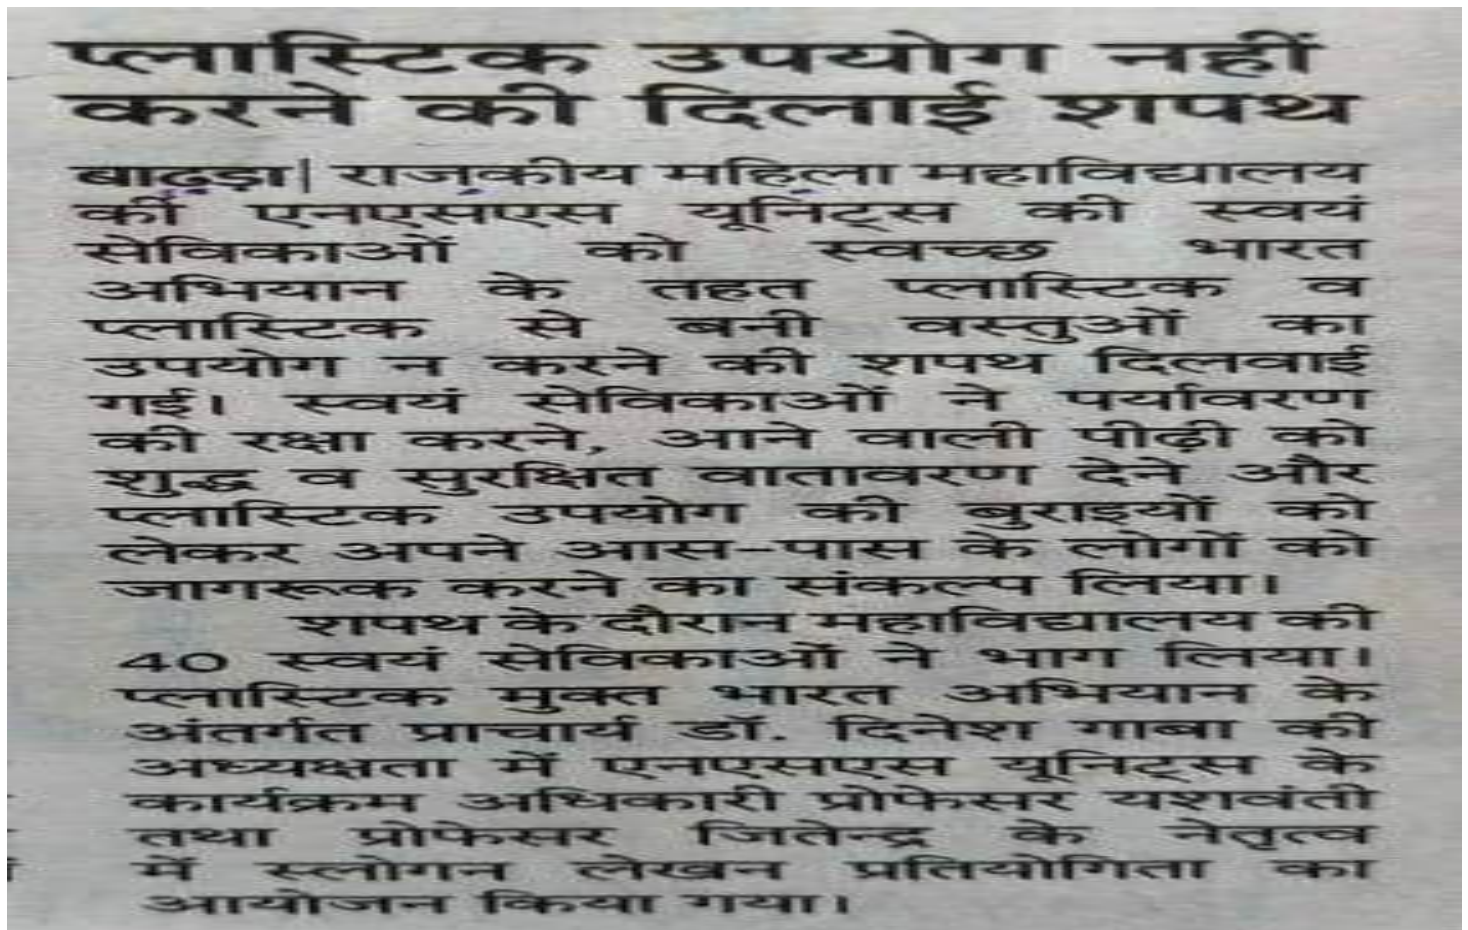 प्लास्टिक उपयोग नहीं
करने की दिलाई शपथ
बाढड़ा| राजकीय महिला महाविद्यालय
की एनएसएस यूनिट्स की स्वयं
सेविकाओं को स्वच्छ भारत
अभियान के तहत प्लास्टिक व
प्लास्टिक से बनी वस्तुओं का
उपयोग न करने की शपथ दिलवाई
गई। स्वयं सेविकाओं ने पर्यावरण
की रक्षा करने, आने वाली पीढ़ी को
शुद्ध व सुरक्षित वातावरण देने और
प्लास्टिक उपयोग की बुराइयों को
लेकर अपने आस-पास के लोगों को
जागरूक करने का संकल्प लिया।
शपथ के दौरान महाविद्यालय की
40 स्वयं सेविकाओं ने भाग लिया।
प्लास्टिक मुक्त भारत अभियान के
अंतर्गत प्राचार्य डॉ. दिनेश गाबा की
अध्यक्षता में एनएसएस यूनिट्स के
कार्यक्रम अधिकारी प्रोफेसर यशवंती
तथा प्रोफेसर जितेन्द्र के नेतृत्व
में स्लोगन लेखन प्रतियोगिता का
आयोजन किया गया।